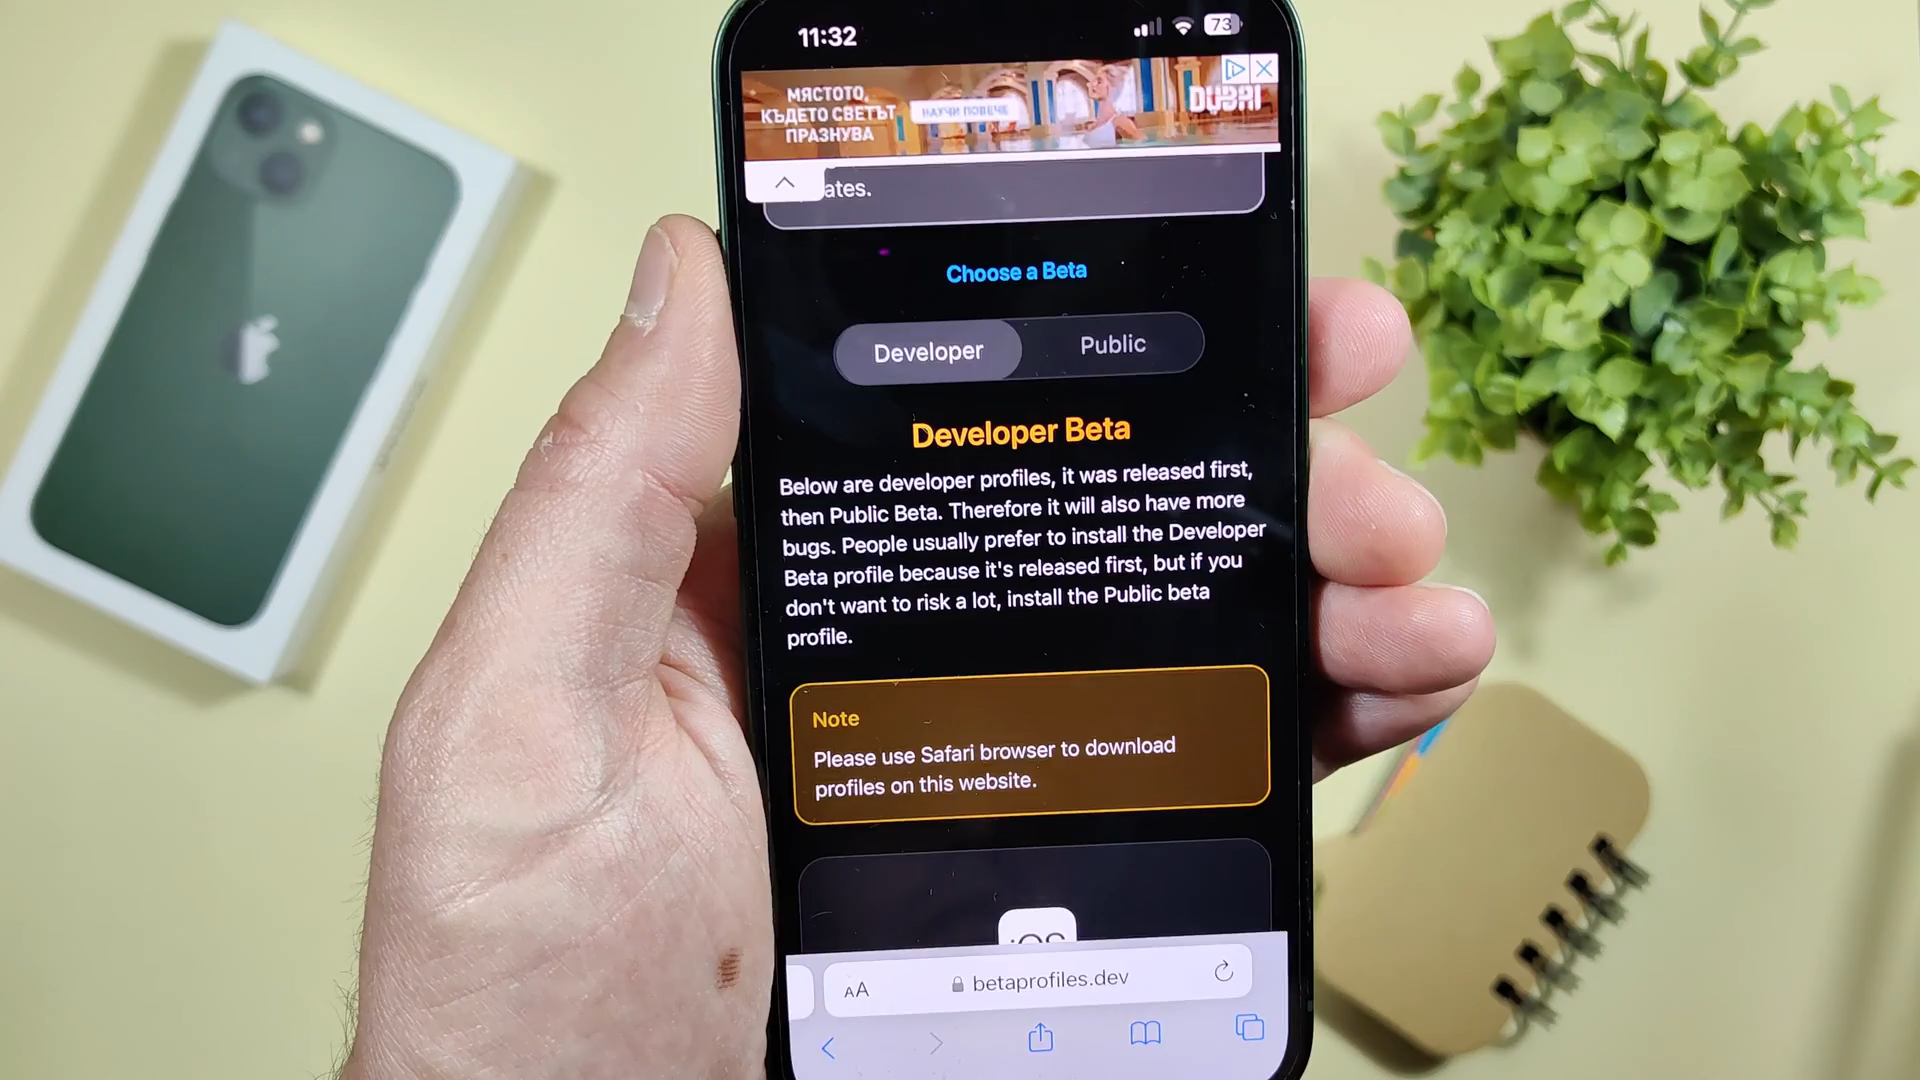 11:32
73
МЯСТОТО,
КЪДЕТО СВЕТЪТ
ПРАЗНУВА
НАУЧИ ПОВЕЧЕ
DUBAI
ates.
Choose a Beta
Developer
Public
Developer Beta
Below are developer profiles, it was released first,
then Public Beta. Therefore it will also have more
bugs. People usually prefer to install the Developer
Beta profile because it's released first, but if you
don't want to risk a lot, install the Public beta
profile.
Note
Please use Safari browser to download
profiles on this website.
iOS
AA
betaprofiles.dev